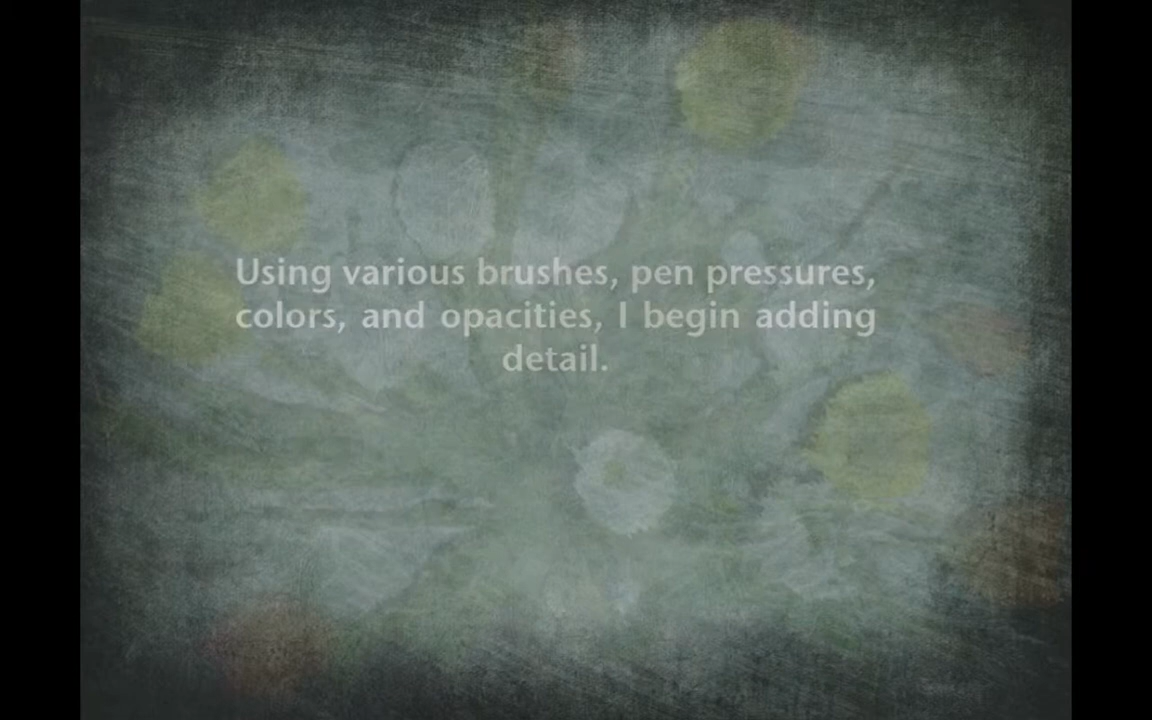 Using various brushes, pen pressures,
colors, and opacities, I begin adding
detail.